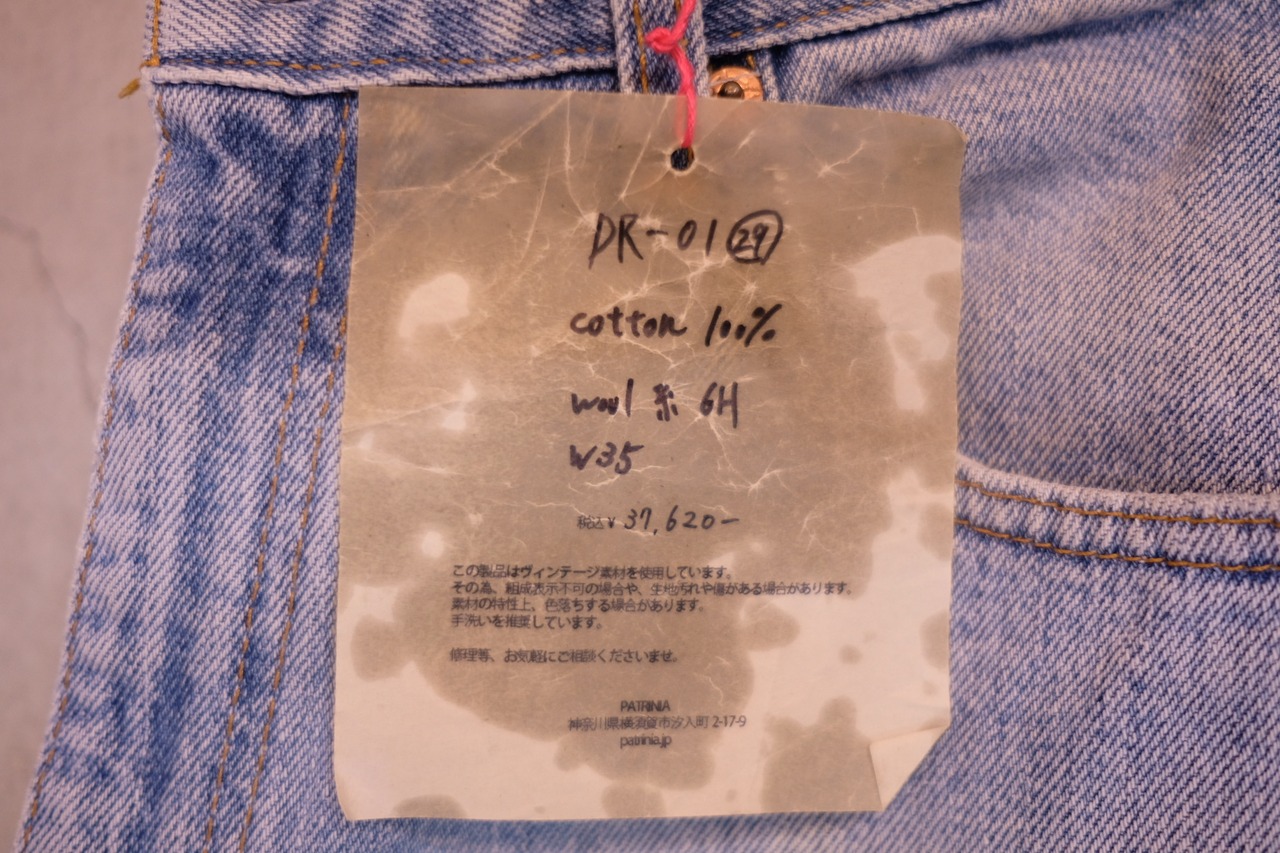 DR-01 ㉙
cotton 100%
wool 糸 6H
W35
税込¥ 37,620-
この製品はヴィンテージ素材を使用しています。
その為、組成表示不可の場合や、生地汚れや傷がある場合があります。
素材の特性上、色落ちする場合があります。
手洗いを推奨しています。
修理等、お気軽にご相談くださいませ。
PATRINIA
神奈川県横須賀市汐入町 2-17-9
patrinia.jp